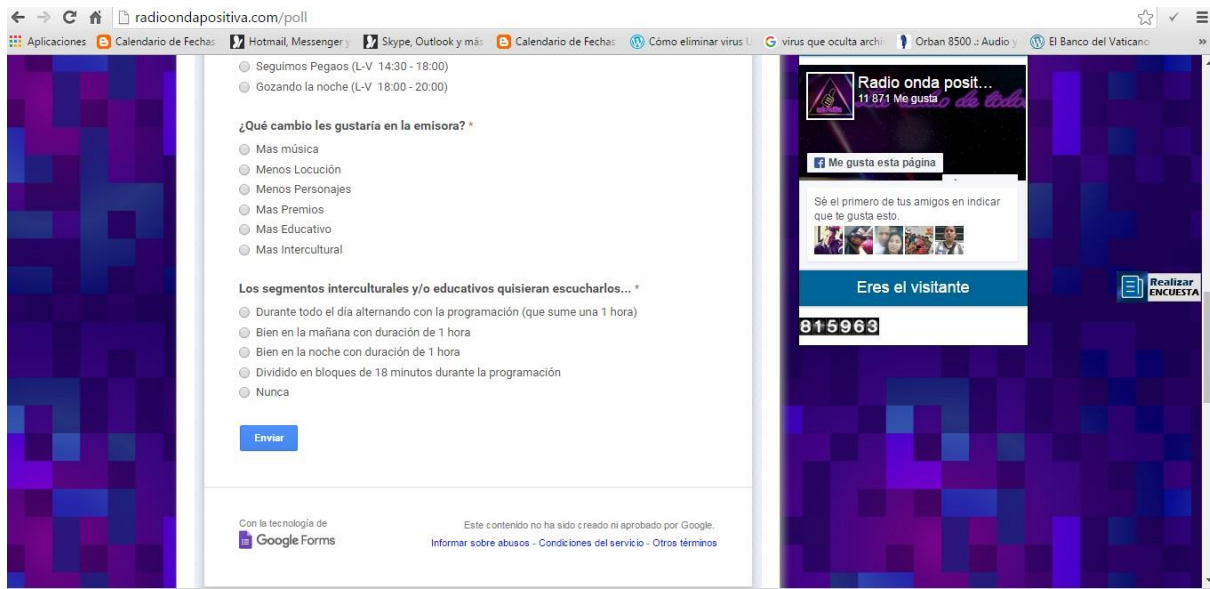 radioondapositiva.com/poll
Aplicaciones Calendario de Fechas Hotmail, Messenger y Skype, Outlook y más Calendario de Fechas Cómo eliminar virus U virus que oculta archi Orban 8500 .: Audio y El Banco del Vaticano »
Seguimos Pegaos (L-V 14:30 - 18:00)
Gozando la noche (L-V 18:00 - 20:00)
¿Qué cambio les gustaría en la emisora? *
Mas música
Menos Locución
Menos Personajes
Mas Premios
Mas Educativo
Mas Intercultural
Los segmentos interculturales y/o educativos quisieran escucharlos... *
Durante todo el día alternando con la programación (que sume una 1 hora)
Bien en la mañana con duración de 1 hora
Bien en la noche con duración de 1 hora
Dividido en bloques de 18 minutos durante la programación
Nunca
Enviar
Con la tecnología de
Google Forms
Este contenido no ha sido creado ni aprobado por Google.
Informar sobre abusos - Condiciones del servicio - Otros términos
Radio onda posit...
11 871 Me gusta
de todo
Me gusta esta página
Sé el primero de tus amigos en indicar
que te gusta esto.
Eres el visitante
815963
Realizar
ENCUESTA